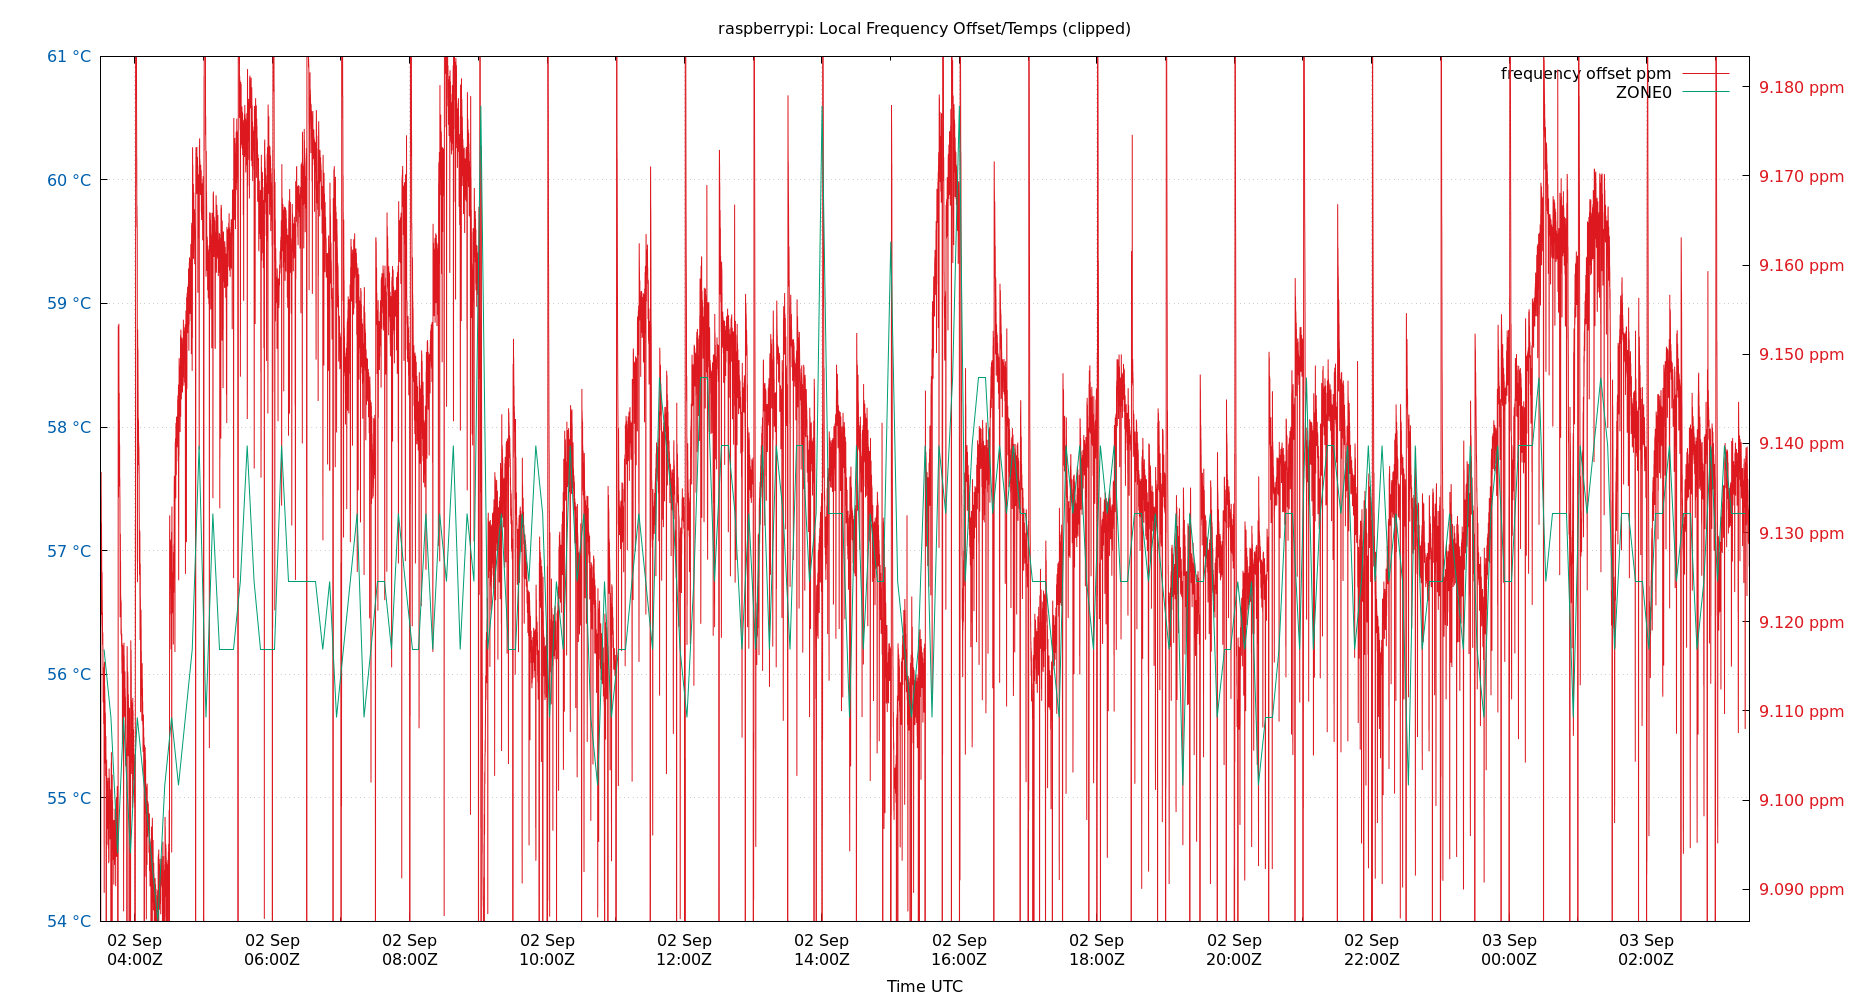 raspberrypi: Local Frequency Offset/Temps (clipped)
61 °C
60 °C
59 °C
58 °C
57 °C
56 °C
55 °C
54 °C
frequency offset ppm
ZONE0
9.180 ppm
9.170 ppm
9.160 ppm
9.150 ppm
9.140 ppm
9.130 ppm
9.120 ppm
9.110 ppm
9.100 ppm
9.090 ppm
02 Sep 02 Sep 02 Sep 02 Sep 02 Sep 02 Sep 02 Sep 02 Sep 02 Sep 02 Sep 03 Sep 03 Sep
04:00Z 06:00Z 08:00Z 10:00Z 12:00Z 14:00Z 16:00Z 18:00Z 20:00Z 22:00Z 00:00Z 02:00Z
Time UTC